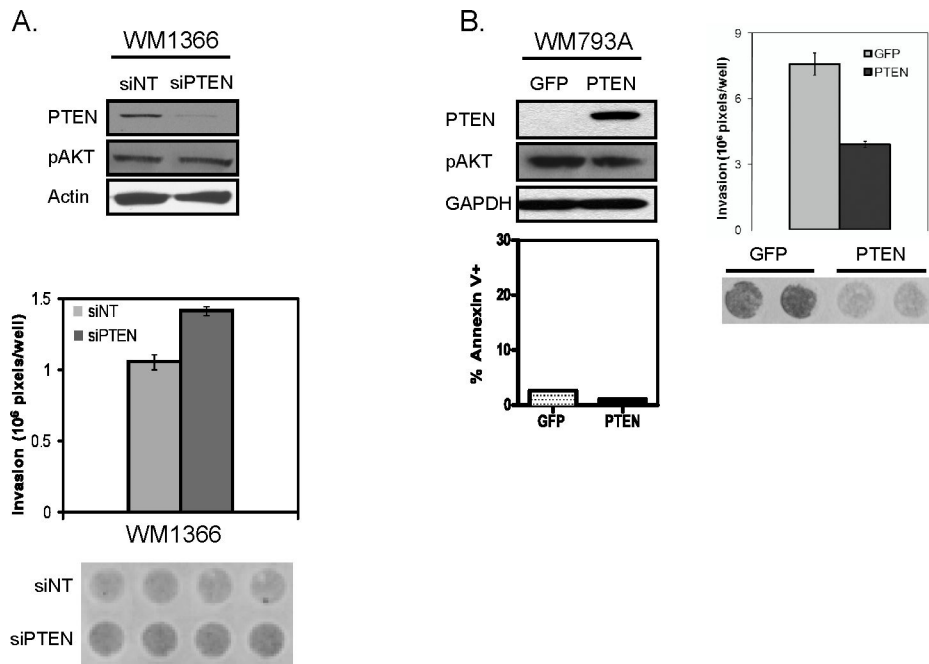 A.
WM1366
siNT siPTEN
PTEN
pAKT
Actin
Invasion (10⁶ pixels/well)
1.5
1
0.5
0
siNT
siPTEN
WM1366
siNT
siPTEN
B.
WM793A
GFP PTEN
PTEN
pAKT
GAPDH
% Annexin V+
30
20
10
0
GFP PTEN
Invasion (10⁶ pixels/well)
9
6
3
0
GFP
PTEN
GFP PTEN